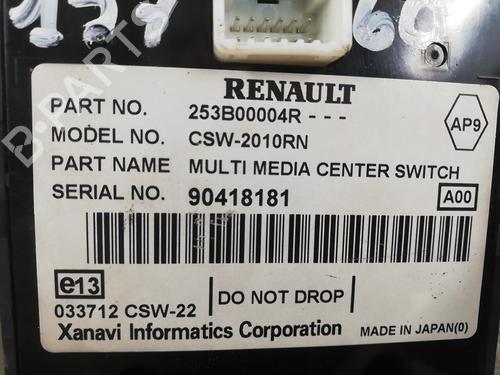 RENAULT
PART NO. 253B00004R - - -
AP9
MODEL NO. CSW-2010RN
PART NAME MULTI MEDIA CENTER SWITCH
SERIAL NO. 90418181
A00
e13
DO NOT DROP
033712 CSW-22
Xanavi Informatics Corporation MADE IN JAPAN(0)
B-PARTS